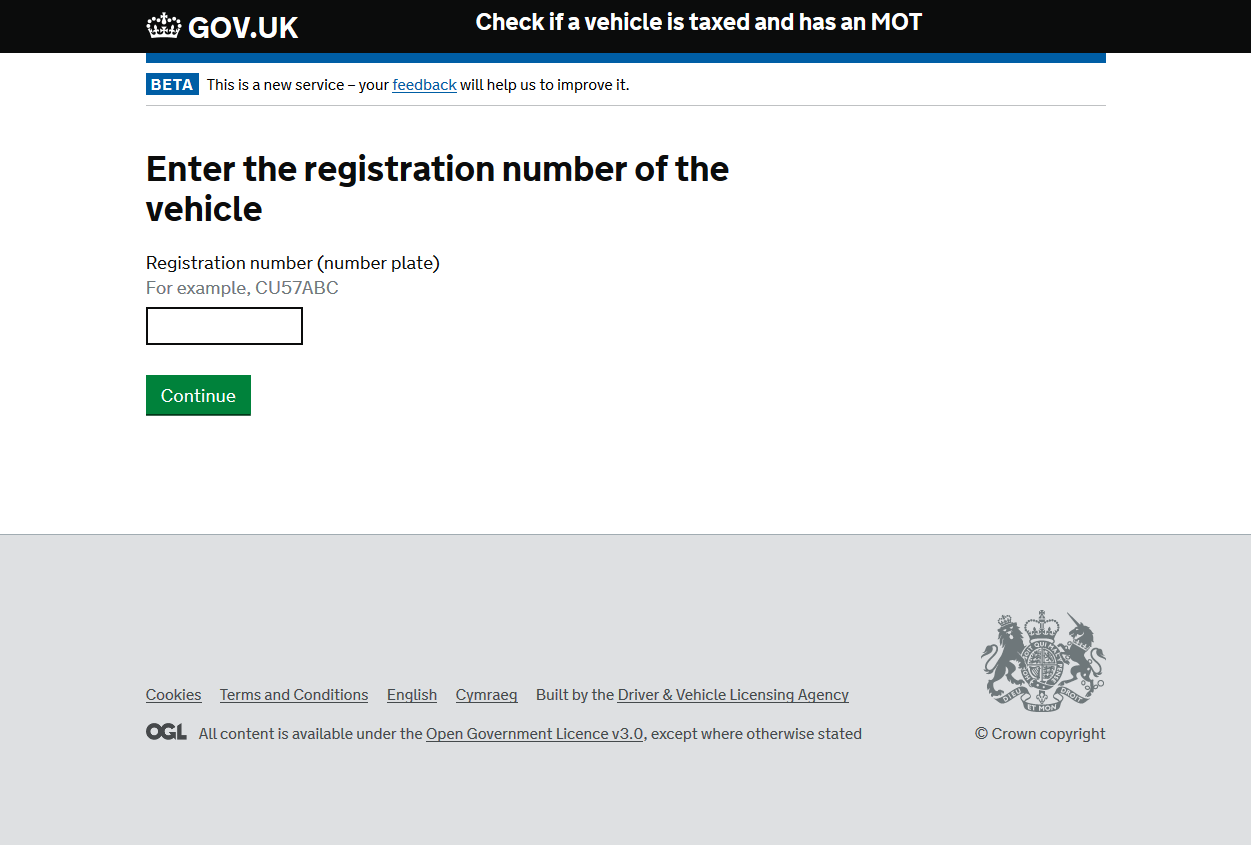 GOV.UK
Check if a vehicle is taxed and has an MOT
BETA This is a new service – your feedback will help us to improve it.
Enter the registration number of the
vehicle
Registration number (number plate)
For example, CU57ABC
Continue
Cookies Terms and Conditions English Cymraeg Built by the Driver & Vehicle Licensing Agency
OGL All content is available under the Open Government Licence v3.0, except where otherwise stated
DIEU ET MON DROIT
© Crown copyright